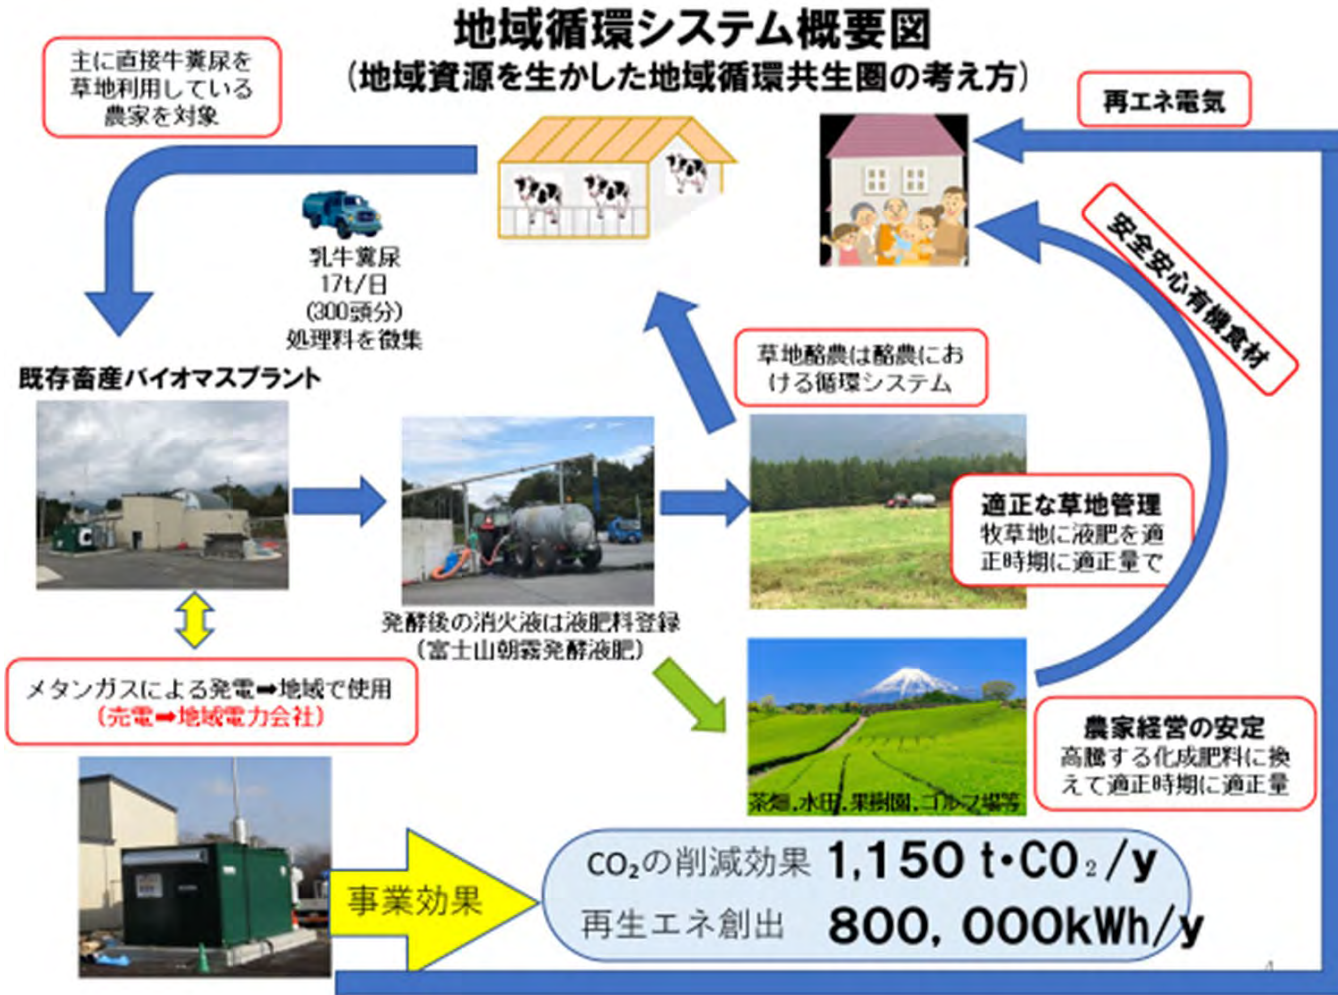 地域循環システム概要図
(地域資源を生かした地域循環共生圏の考え方)
主に直接牛糞尿を
草地利用している
農家を対象
再エネ電気
安全安心有機食材
乳牛糞尿
17t/日
(300頭分)
処理料を徴集
既存畜産バイオマスプラント
草地酪農は酪農にお
ける循環システム
適正な草地管理
牧草地に液肥を適
正時期に適正量で
発酵後の消火液は液肥料登録
(富士山朝霧発酵液肥)
メタンガスによる発電➡地域で使用
(売電➡地域電力会社)
農家経営の安定
高騰する化成肥料に換
えて適正時期に適正量
茶畑.水田.果樹園.ゴルフ場等
事業効果
CO₂の削減効果 1,150 t・CO₂/y
再生エネ創出 800,000kWh/y
4